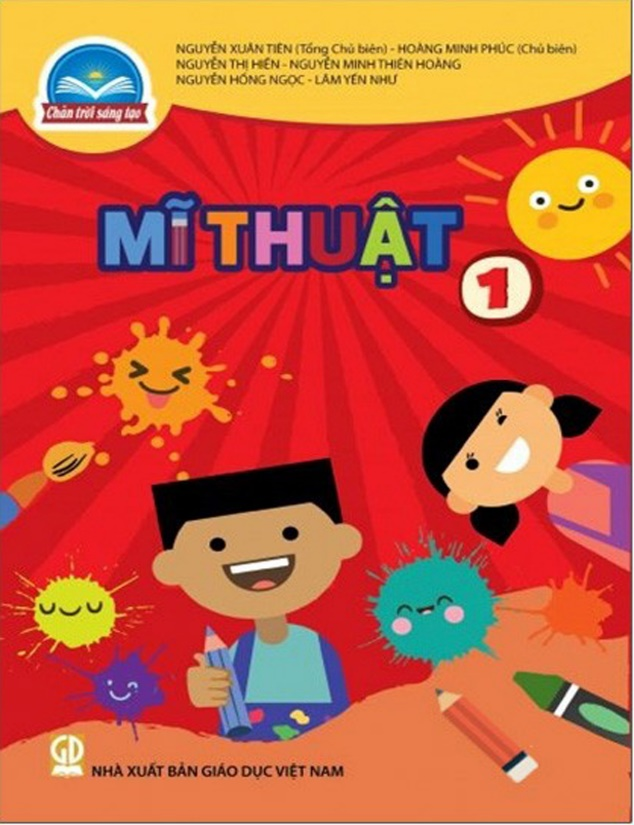 NGUYỄN XUÂN TIÊN (Tổng Chủ biên) - HOÀNG MINH PHÚC (Chủ biên)
NGUYỄN THỊ HIỀN - NGUYỄN MINH THIÊN HOÀNG
NGUYỄN HỒNG NGỌC - LÂM YẾN NHƯ
Chân trời sáng tạo
MĨ THUẬT
1
GD
NHÀ XUẤT BẢN GIÁO DỤC VIỆT NAM